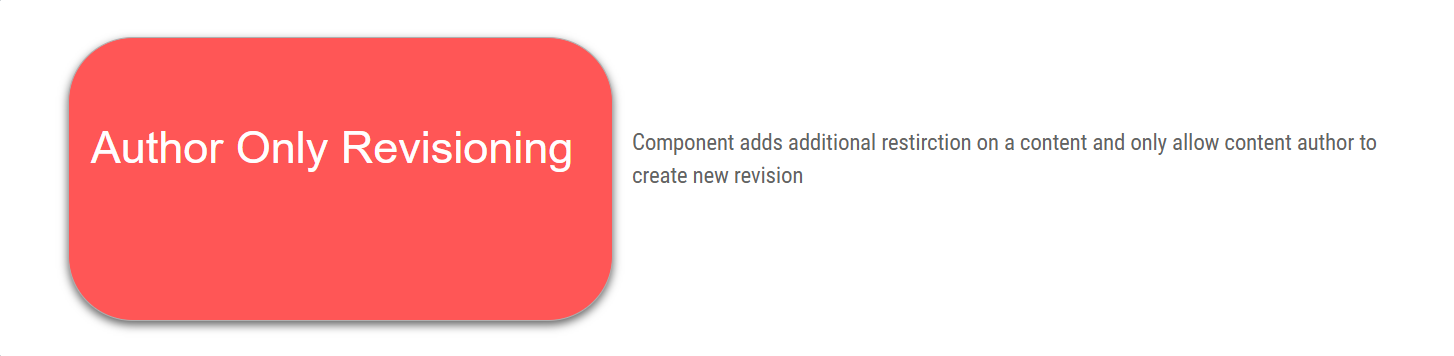 Author Only Revisioning
Component adds additional restirction on a content and only allow content author to
create new revision